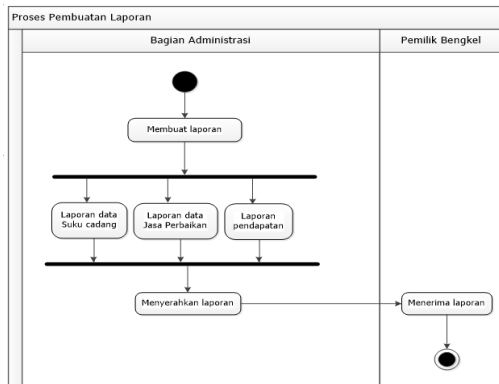 Proses Pembuatan Laporan
Bagian Administrasi
Pemilik Bengkel
Membuat laporan
Laporan data
Suku cadang
Laporan data
Jasa Perbaikan
Laporan
pendapatan
Menyerahkan laporan
Menerima laporan